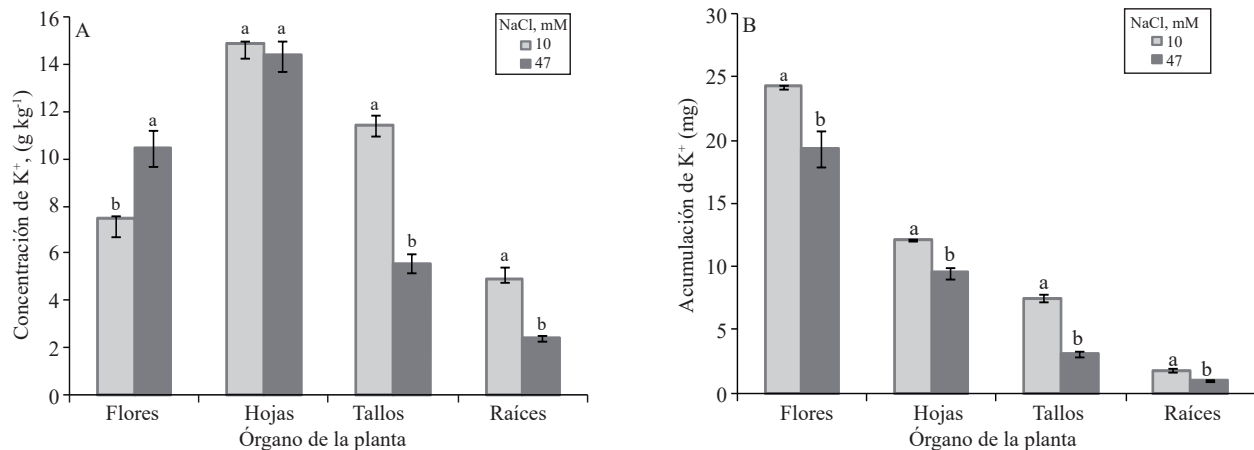 A
NaCl, mM
10
47
Concentración de K⁺, (g kg⁻¹)
16
14
12
10
8
6
4
2
0
b
a
a
a
a
b
a
b
Flores
Hojas
Tallos
Raíces
Órgano de la planta
B
NaCl, mM
10
47
Acumulación de K⁺ (mg)
30
25
20
15
10
5
0
a
b
a
b
a
b
a
b
Flores
Hojas
Tallos
Raíces
Órgano de la planta